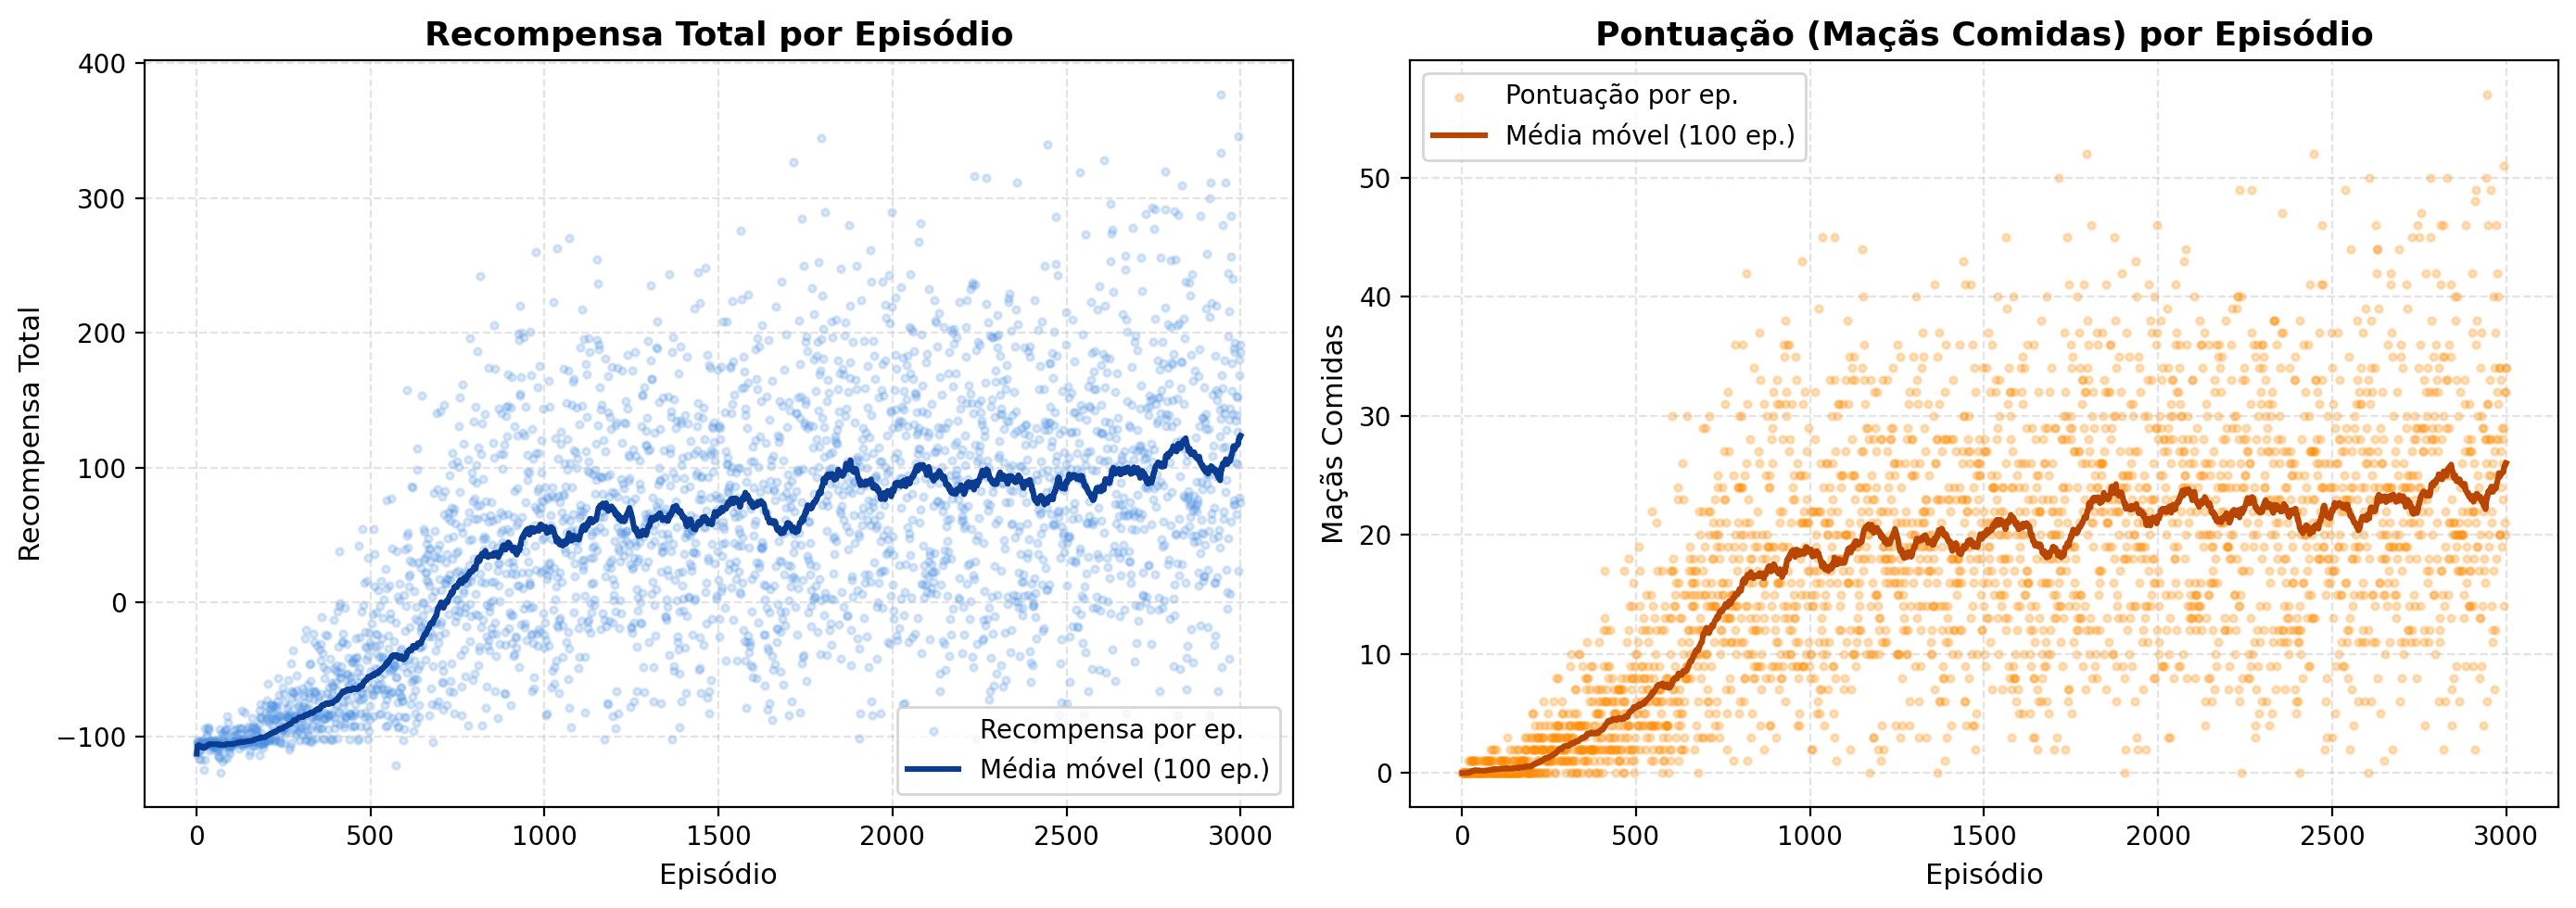 Recompensa Total por Episódio
400
300
200
100
0
−100
Recompensa Total
0
500
1000
1500
2000
2500
3000
Episódio
Recompensa por ep.
Média móvel (100 ep.)
Pontuação (Maçãs Comidas) por Episódio
Pontuação por ep.
Média móvel (100 ep.)
50
40
30
20
10
0
Maçãs Comidas
0
500
1000
1500
2000
2500
3000
Episódio